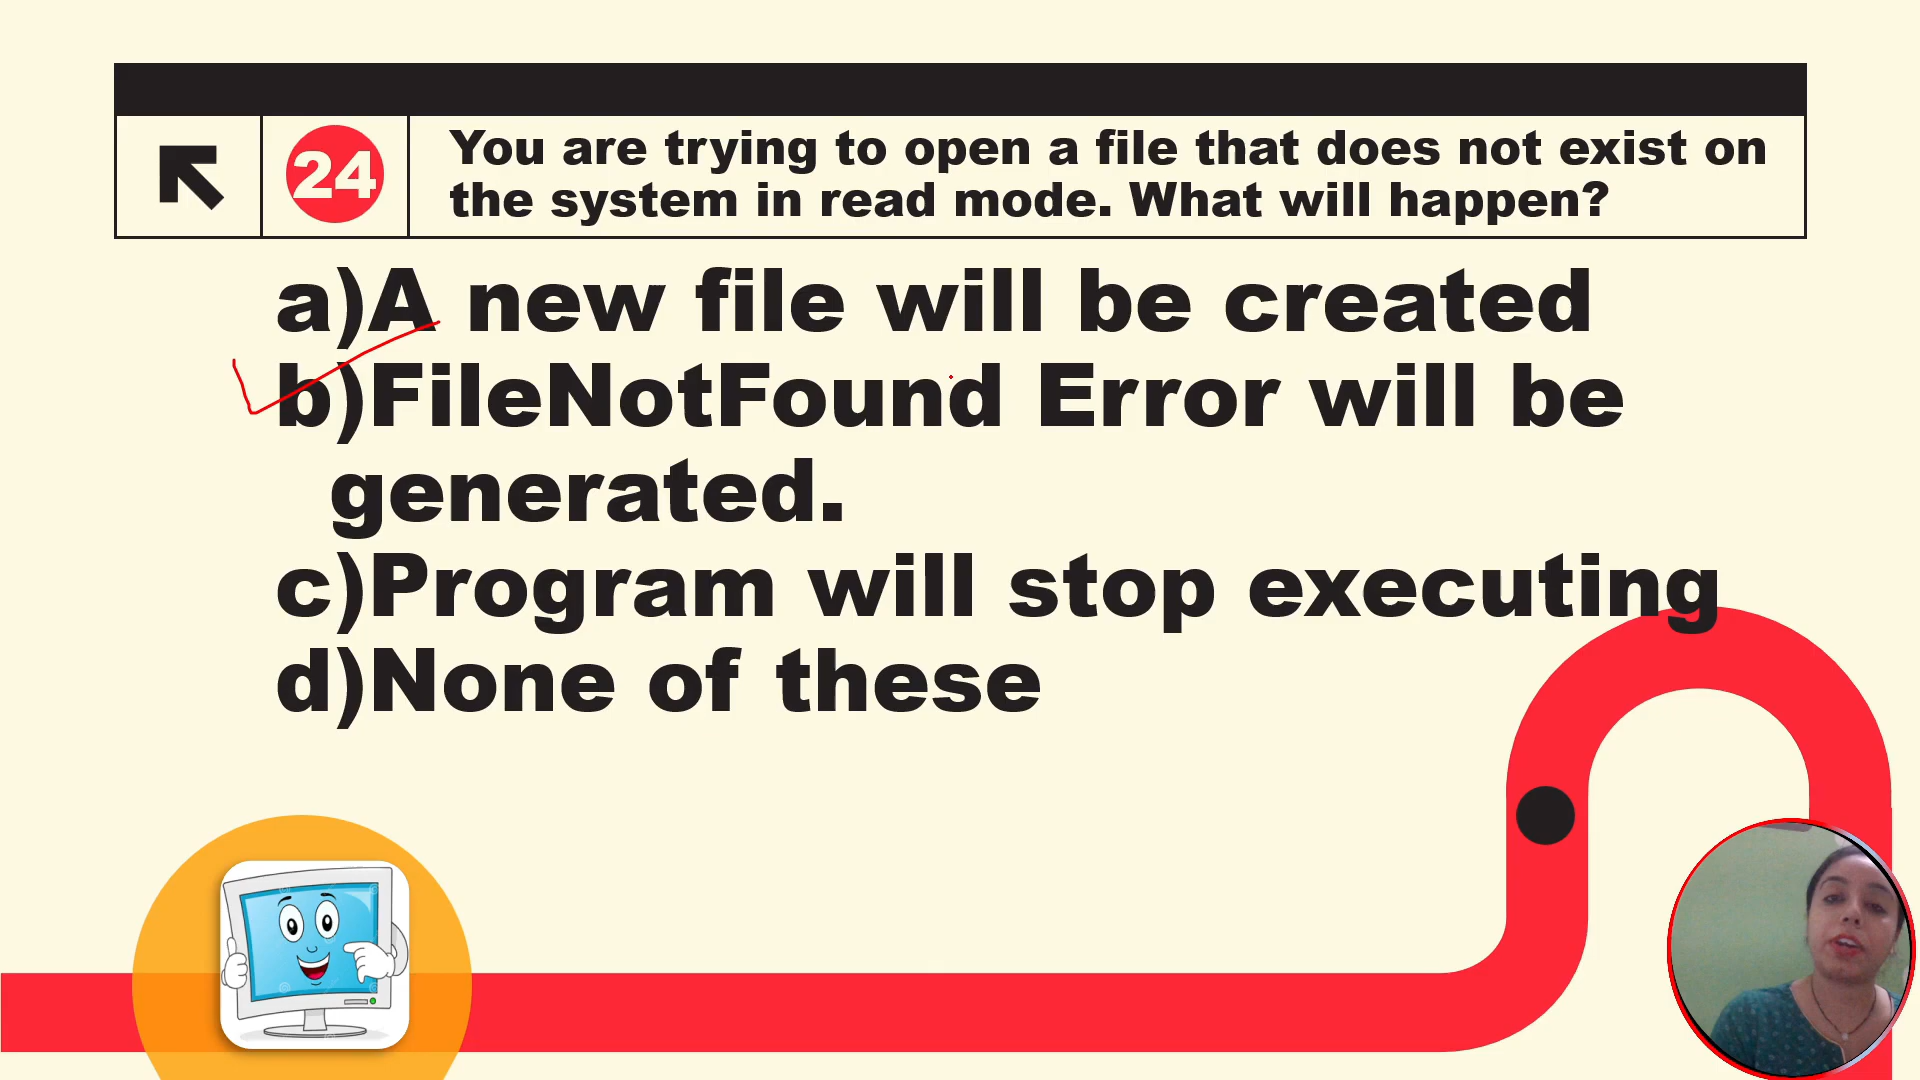 24
You are trying to open a file that does not exist on
the system in read mode. What will happen?
a)A new file will be created
b)FileNotFound Error will be
generated.
c)Program will stop executing
d)None of these